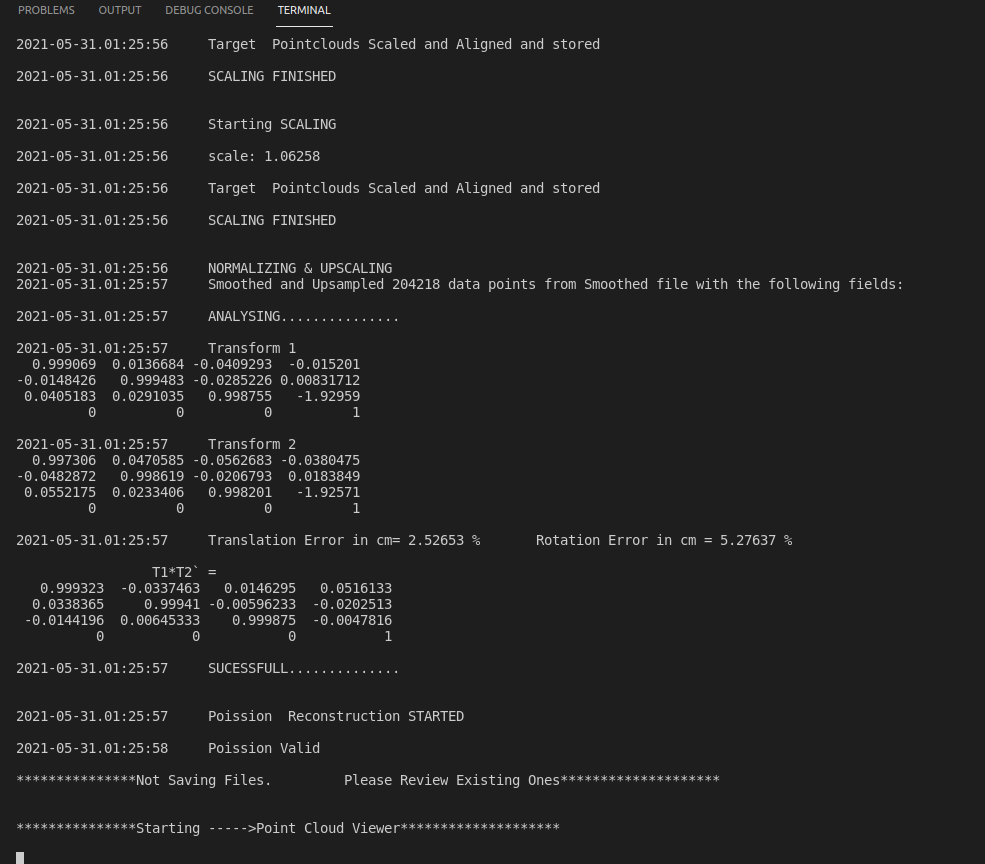 PROBLEMS OUTPUT DEBUG CONSOLE TERMINAL
2021-05-31.01:25:56 Target Pointclouds Scaled and Aligned and stored
2021-05-31.01:25:56 SCALING FINISHED
2021-05-31.01:25:56 Starting SCALING
2021-05-31.01:25:56 scale: 1.06258
2021-05-31.01:25:56 Target Pointclouds Scaled and Aligned and stored
2021-05-31.01:25:56 SCALING FINISHED
2021-05-31.01:25:56 NORMALIZING & UPSCALING
2021-05-31.01:25:57 Smoothed and Upsampled 204218 data points from Smoothed file with the following fields:
2021-05-31.01:25:57 ANALYSING...............
2021-05-31.01:25:57 Transform 1
0.999069 0.0136684 -0.0409293 -0.015201
-0.0148426 0.999483 -0.0285226 0.00831712
0.0405183 0.0291035 0.998755 -1.92959
0 0 0 1
2021-05-31.01:25:57 Transform 2
0.997306 0.0470585 -0.0562683 -0.0380475
-0.0482872 0.998619 -0.0206793 0.0183849
0.0552175 0.0233406 0.998201 -1.92571
0 0 0 1
2021-05-31.01:25:57 Translation Error in cm= 2.52653 % Rotation Error in cm = 5.27637 %
T1*T2` =
0.999323 -0.0337463 0.0146295 0.0516133
0.0338365 0.99941 -0.00596233 -0.0202513
-0.0144196 0.00645333 0.999875 -0.0047816
0 0 0 1
2021-05-31.01:25:57 SUCESSFULL..............
2021-05-31.01:25:57 Poission Reconstruction STARTED
2021-05-31.01:25:58 Poission Valid
***************Not Saving Files. Please Review Existing Ones********************
***************Starting ----->Point Cloud Viewer********************